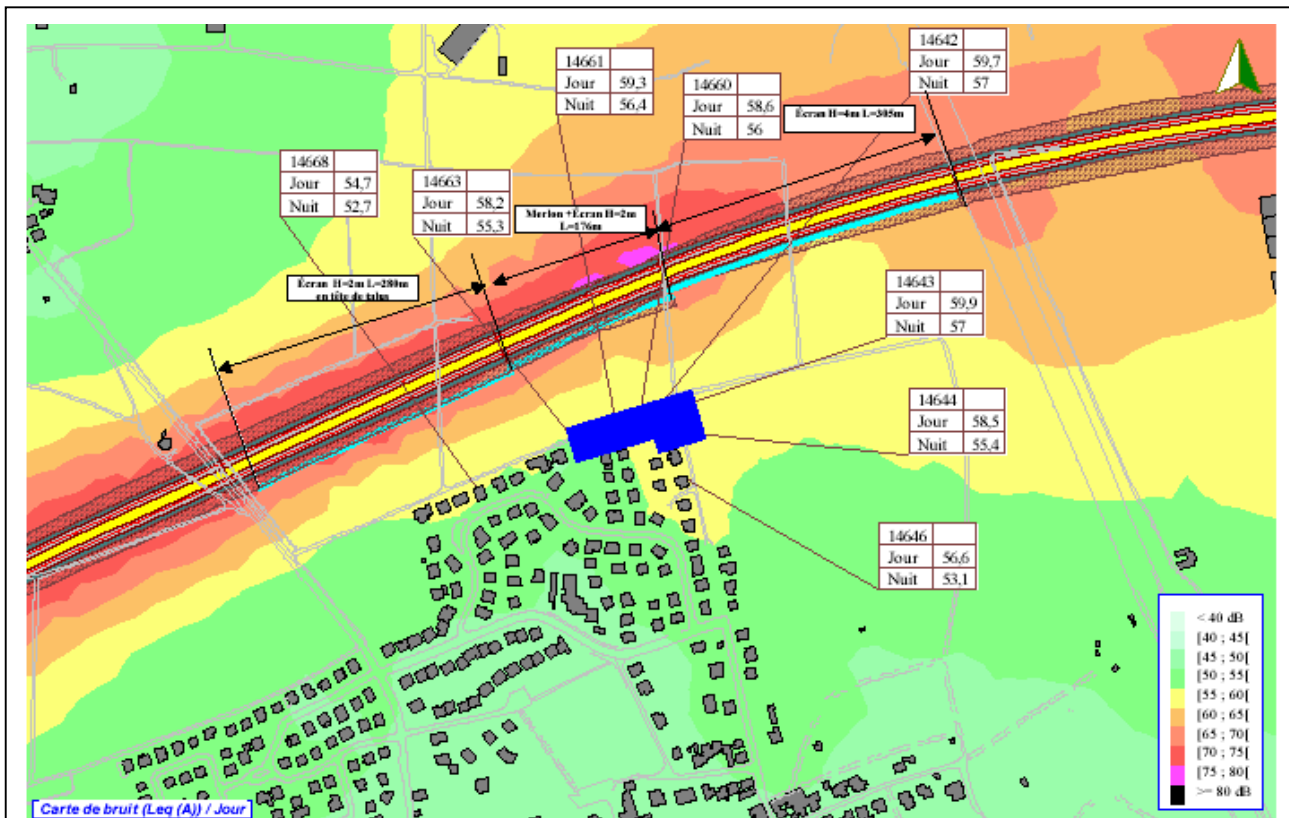 14642
Jour 59,7
Nuit 57
14661
Jour 59,3
Nuit 56,4
14660
Jour 58,6
Nuit 56
Écran H=4m L=305m
14668
Jour 54,7
Nuit 52,7
14663
Jour 58,2
Nuit 55,3
Merlon +Écran H=2m
L=176m
Écran H=2m L=280m
en tête de talus
14643
Jour 59,9
Nuit 57
14644
Jour 58,5
Nuit 55,4
14646
Jour 56,6
Nuit 53,1
< 40 dB
[40 ; 45[
[45 ; 50[
[50 ; 55[
[55 ; 60[
[60 ; 65[
[65 ; 70[
[70 ; 75[
[75 ; 80[
>= 80 dB
Carte de bruit (Leq (A)) / Jour